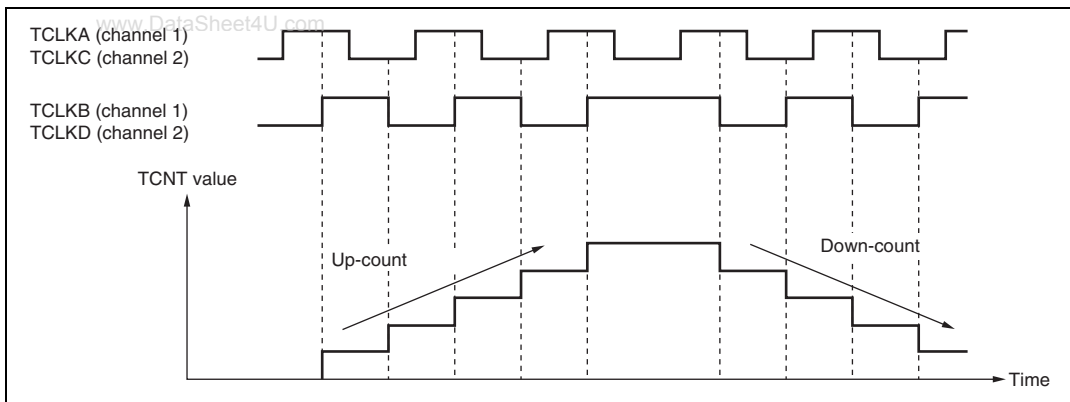 www.DataSheet4U.com
TCLKA (channel 1)
TCLKC (channel 2)
TCLKB (channel 1)
TCLKD (channel 2)
TCNT value
Up-count
Down-count
Time